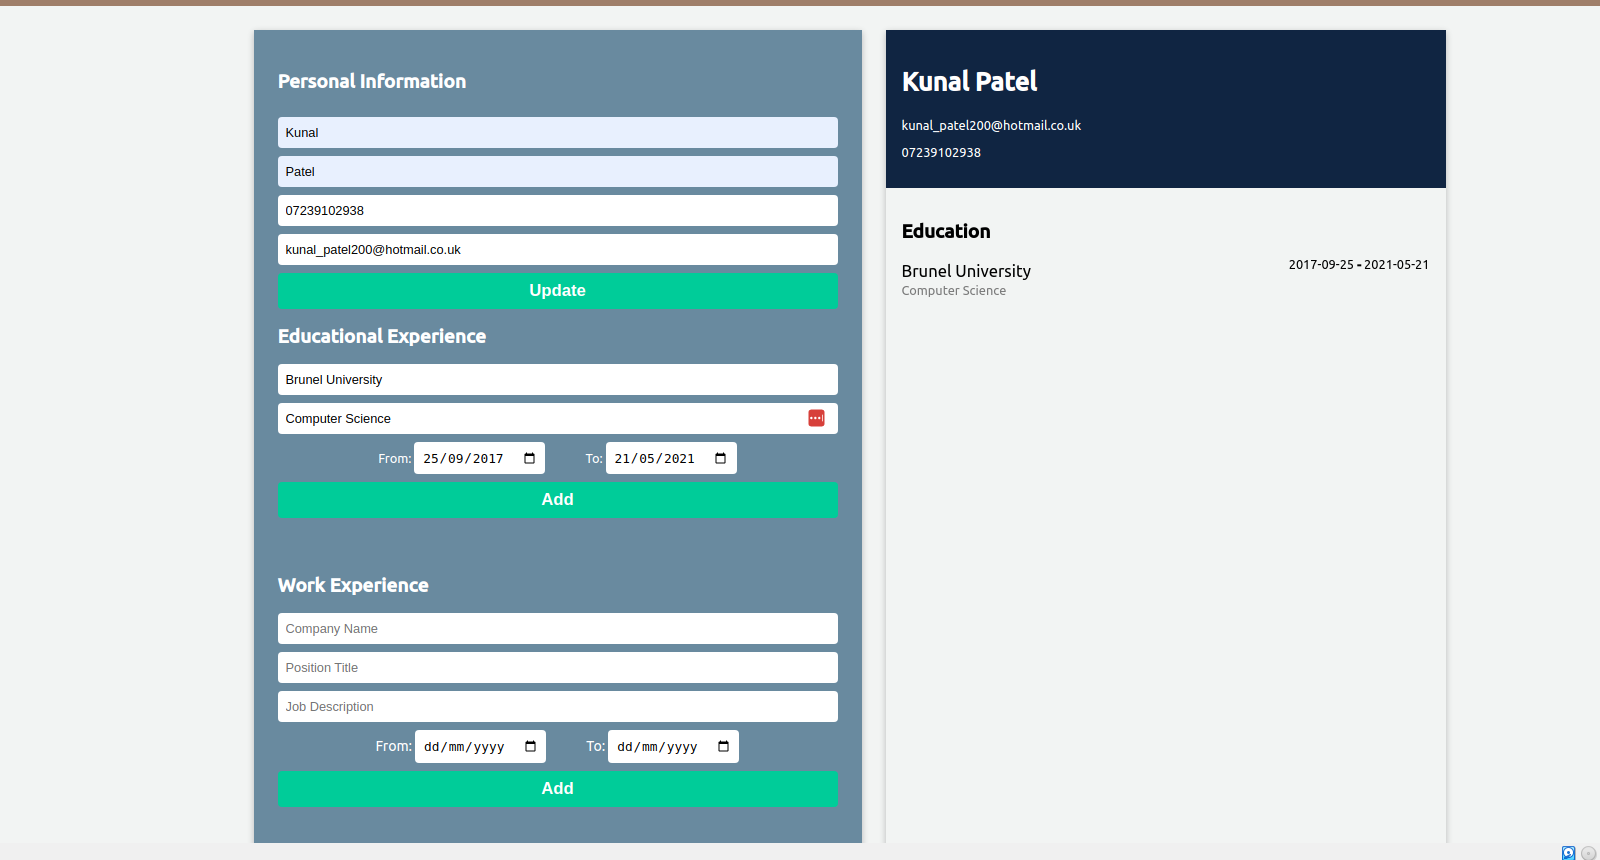 Personal Information
Kunal
Patel
07239102938
kunal_patel200@hotmail.co.uk
Update
Educational Experience
Brunel University
Computer Science
From: 25/09/2017 To: 21/05/2021
Add
Work Experience
Company Name
Position Title
Job Description
From: dd/mm/yyyy To: dd/mm/yyyy
Add
Kunal Patel
kunal_patel200@hotmail.co.uk
07239102938
Education
Brunel University 2017-09-25 - 2021-05-21
Computer Science